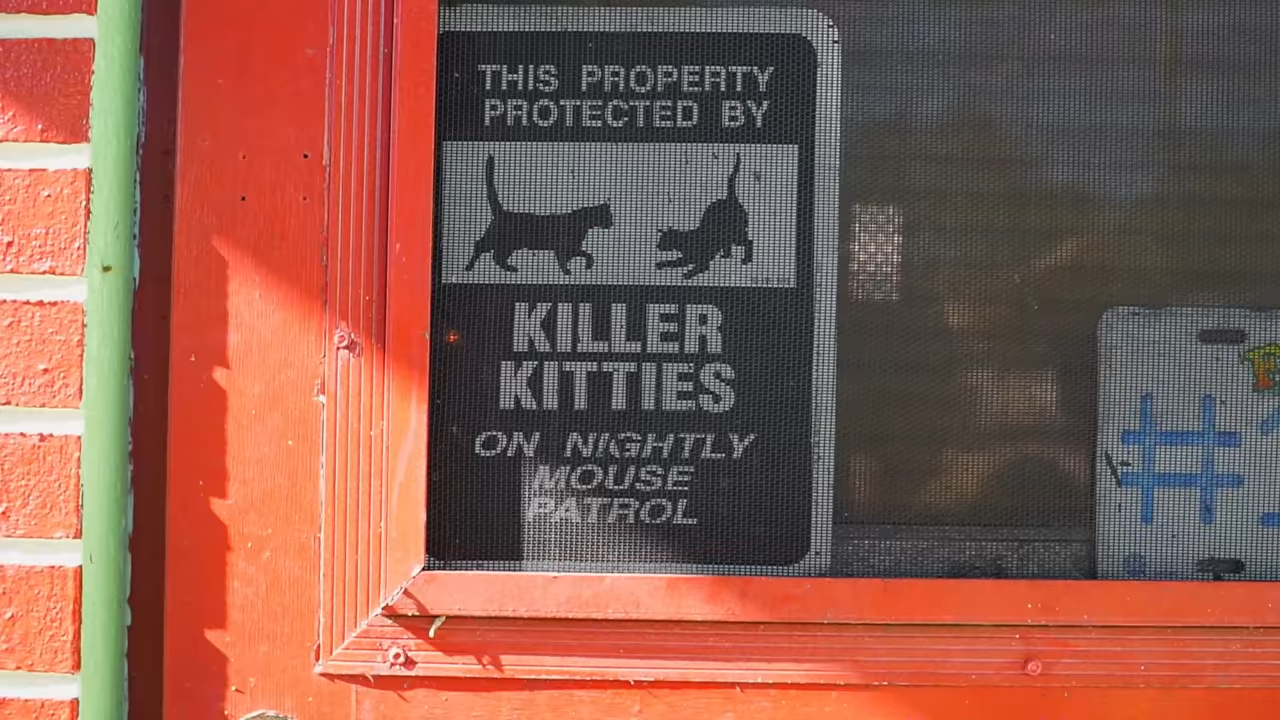 THIS PROPERTY
PROTECTED BY
KILLER
KITTIES
ON NIGHTLY
MOUSE
PATROL
#